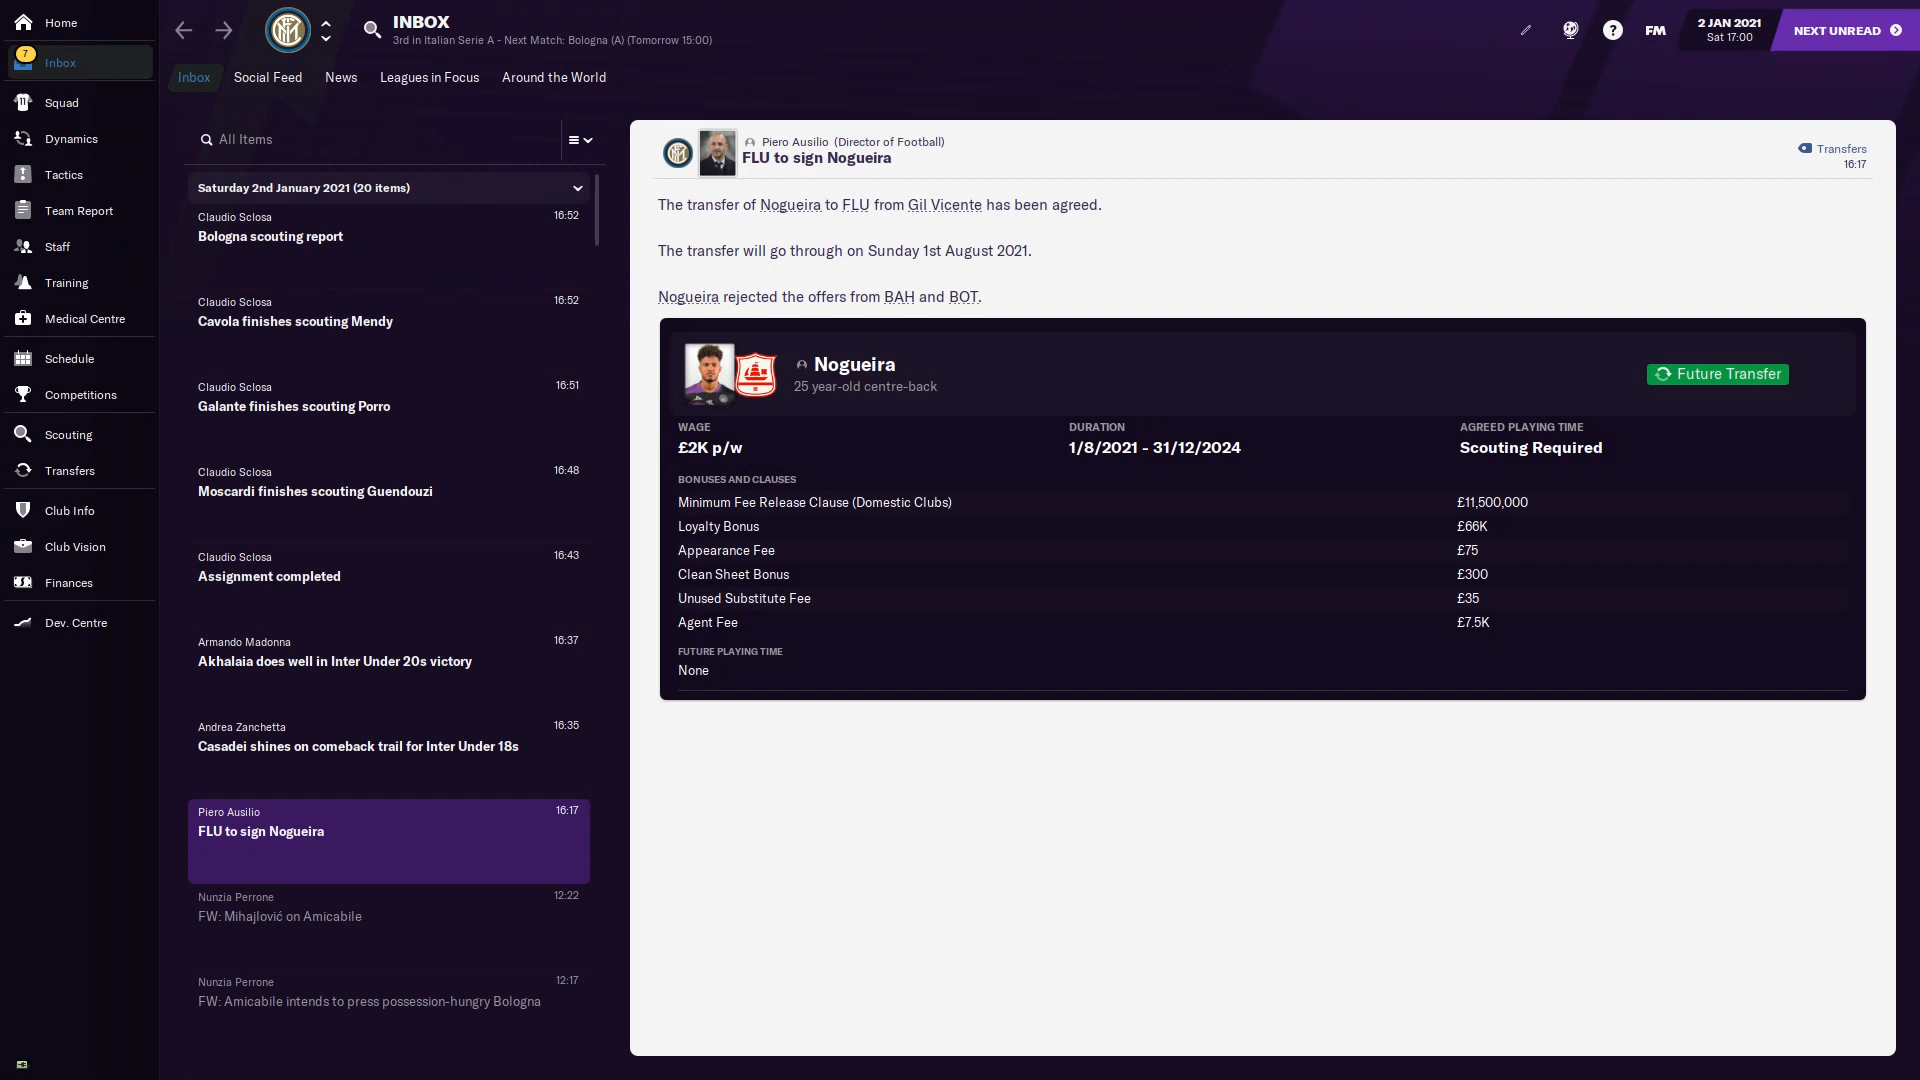 Home
7
Inbox
Squad
Dynamics
Tactics
Team Report
Staff
Training
Medical Centre
Schedule
Competitions
Scouting
Transfers
Club Info
Club Vision
Finances
Dev. Centre
INBOX
3rd in Italian Serie A - Next Match: Bologna (A) (Tomorrow 15:00)
?
FM
2 JAN 2021
Sat 17:00
NEXT UNREAD
Inbox Social Feed News Leagues in Focus Around the World
All Items
Saturday 2nd January 2021 (20 items)
Claudio Sclosa 16:52
Bologna scouting report
Claudio Sclosa 16:52
Cavola finishes scouting Mendy
Claudio Sclosa 16:51
Galante finishes scouting Porro
Claudio Sclosa 16:48
Moscardi finishes scouting Guendouzi
Claudio Sclosa 16:43
Assignment completed
Armando Madonna 16:37
Akhalaia does well in Inter Under 20s victory
Andrea Zanchetta 16:35
Casadei shines on comeback trail for Inter Under 18s
Piero Ausilio 16:17
FLU to sign Nogueira
Nunzia Perrone 12:22
FW: Mihajlović on Amicabile
Nunzia Perrone 12:17
FW: Amicabile intends to press possession-hungry Bologna
Piero Ausilio (Director of Football)
FLU to sign Nogueira
Transfers
16:17
The transfer of Nogueira to FLU from Gil Vicente has been agreed.
The transfer will go through on Sunday 1st August 2021.
Nogueira rejected the offers from BAH and BOT.
Nogueira
25 year-old centre-back
Future Transfer
WAGE DURATION AGREED PLAYING TIME
£2K p/w 1/8/2021 - 31/12/2024 Scouting Required
BONUSES AND CLAUSES
Minimum Fee Release Clause (Domestic Clubs) £11,500,000
Loyalty Bonus £66K
Appearance Fee £75
Clean Sheet Bonus £300
Unused Substitute Fee £35
Agent Fee £7.5K
FUTURE PLAYING TIME
None